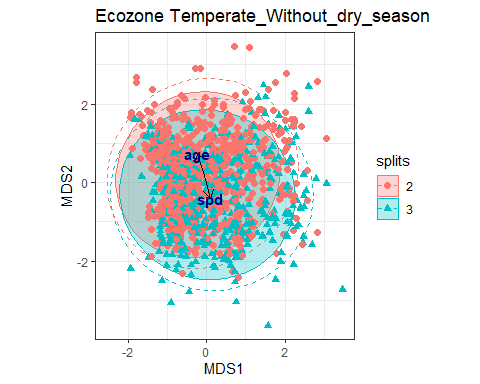 Ecozone Temperate_Without_dry_season
MDS2
2
0
-2
age
spd
-2
0
2
MDS1
splits
2
3